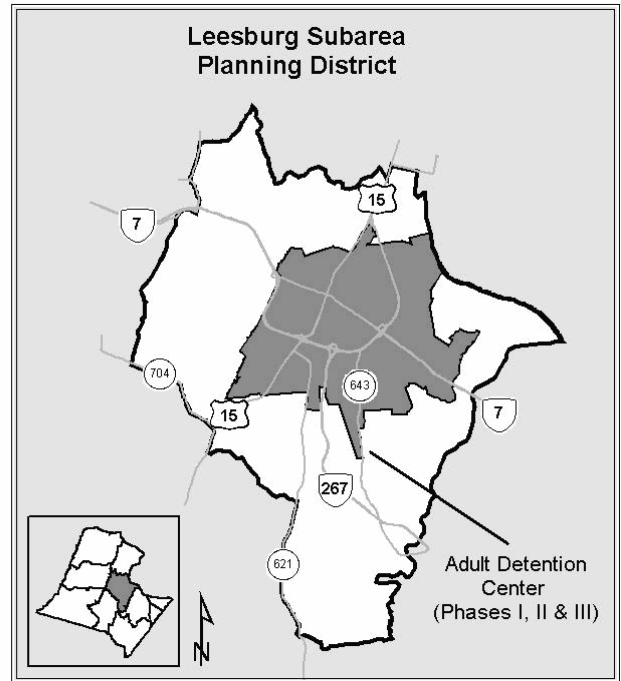 Leesburg Subarea
Planning District
15
7
704
643
15
7
267
Adult Detention
Center
(Phases I, II & III)
621
N